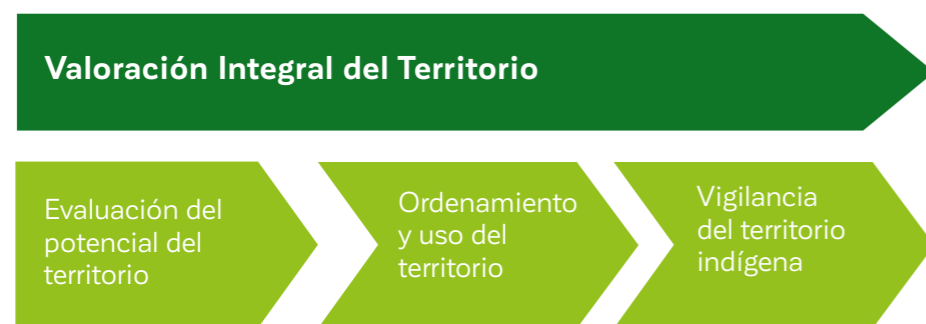 Valoración Integral del Territorio
Evaluación del
potencial del
territorio
Ordenamiento
y uso del
territorio
Vigilancia
del territorio
indígena